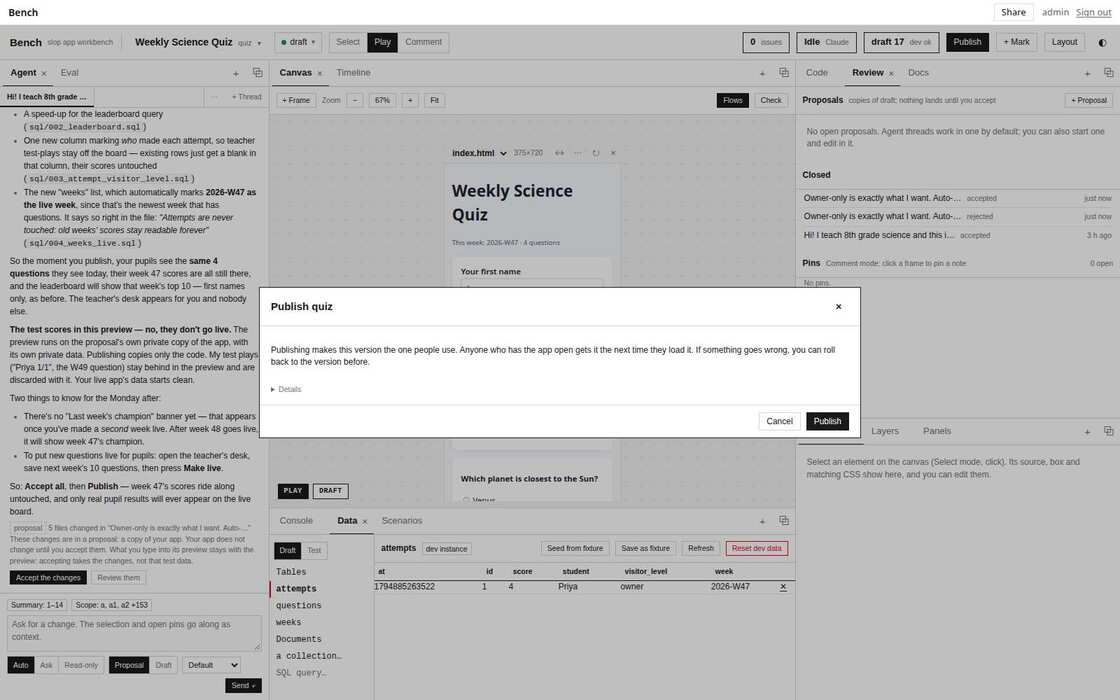 Bench
Share admin Sign out
Bench slop app workbench Weekly Science Quiz quiz draft Select Play Comment 0 issues Idle Claude draft 17 dev ok Publish + Mark Layout
Agent × Eval +
Hi! I teach 8th grade ... ··· + Thread
A speed-up for the leaderboard query
(sql/002_leaderboard.sql)
One new column marking who made each attempt, so teacher
test-plays stay off the board — existing rows just get a blank in
that column, their scores untouched
(sql/003_attempt_visitor_level.sql)
The new "weeks" list, which automatically marks 2026-W47 as
the live week, since that's the newest week that has
questions. It says so right in the file: "Attempts are never
touched: old weeks' scores stay readable forever"
(sql/004_weeks_live.sql)
So the moment you publish, your pupils see the same 4
questions they see today, their week 47 scores are all still there,
and the leaderboard will show that week's top 10 — first names
only, as before. The teacher's desk appears for you and nobody
else.
The test scores in this preview — no, they don't go live. The
preview runs on the proposal's own private copy of the app, with
its own private data. Publishing copies only the code. My test plays
("Priya 1/1", the W49 question) stay behind in the preview and are
discarded with it. Your live app's data starts clean.
Two things to know for the Monday after:
There's no "Last week's champion" banner yet — that appears
once you've made a second week live. After week 48 goes live,
it will show week 47's champion.
To put new questions live for pupils: open the teacher's desk,
save next week's 10 questions, then press Make live.
So: Accept all, then Publish — week 47's scores ride along
untouched, and only real pupil results will ever appear on the live
board.
proposal 5 files changed in "Owner-only is exactly what I want. Auto-…"
These changes are in a proposal: a copy of your app. Your app does not
change until you accept them. What you type into its preview stays with the
preview: accepting takes the changes, not that test data.
Accept the changes Review them
Summary: 1–14 Scope: a, a1, a2 +153
Ask for a change. The selection and open pins go along as
context.
Auto Ask Read-only Proposal Draft Default
Send
Canvas × Timeline +
+ Frame Zoom − 67% + Fit Flows Check
index.html 375×720 ··· ×
Weekly Science
Quiz
This week: 2026-W47 · 4 questions
Your first name
Which planet is closest to the Sun?
Venus
PLAY DRAFT
Publish quiz ×
Publishing makes this version the one people use. Anyone who has the app open gets it the next time they load it. If something goes wrong, you can roll
back to the version before.
Details
Cancel Publish
Console Data × Scenarios +
Draft Test
Tables
attempts
questions
weeks
Documents
a collection…
SQL query…
attempts dev instance Seed from fixture Save as fixture Refresh Reset dev data
at id score student visitor_level week
1794885263522 1 4 Priya owner 2026-W47 ×
Code Review × Docs +
Proposals copies of draft; nothing lands until you accept + Proposal
No open proposals. Agent threads work in one by default; you can also start one
and edit in it.
Closed
Owner-only is exactly what I want. Auto-… accepted just now
Owner-only is exactly what I want. Auto-… rejected just now
Hi! I teach 8th grade science and this i… accepted 3 h ago
Pins Comment mode: click a frame to pin a note 0 open
No pins.
Layers Panels +
Select an element on the canvas (Select mode, click). Its source, box and
matching CSS show here, and you can edit them.